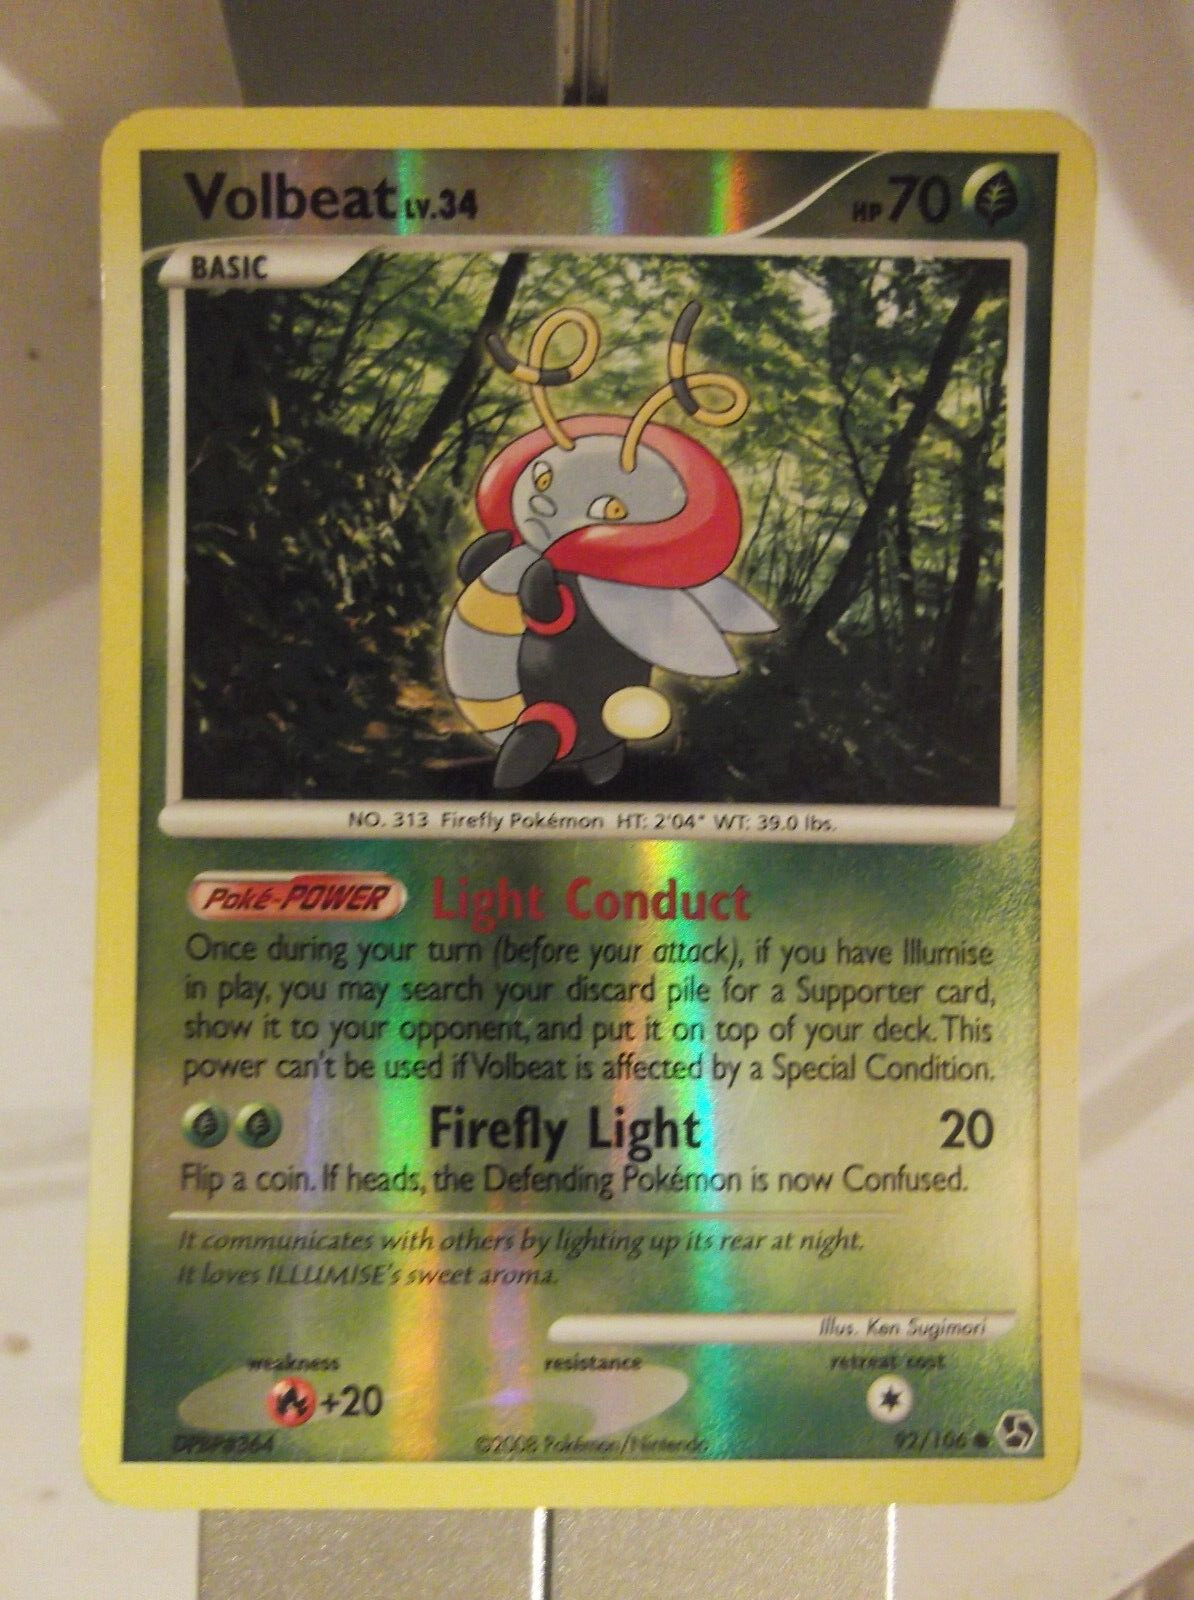 Volbeat LV.34 HP 70
BASIC
NO. 313 Firefly Pokémon HT: 2'04" WT: 39.0 lbs.
Poké-POWER Light Conduct
Once during your turn (before your attack), if you have Illumise
in play, you may search your discard pile for a Supporter card,
show it to your opponent, and put it on top of your deck. This
power can't be used if Volbeat is affected by a Special Condition.
Firefly Light 20
Flip a coin. If heads, the Defending Pokémon is now Confused.
It communicates with others by lighting up its rear at night.
It loves ILLUMISE's sweet aroma.
Illus. Ken Sugimori
weakness resistance retreat cost
+20
DPBP#364 ©2008 Pokémon/Nintendo 92/106